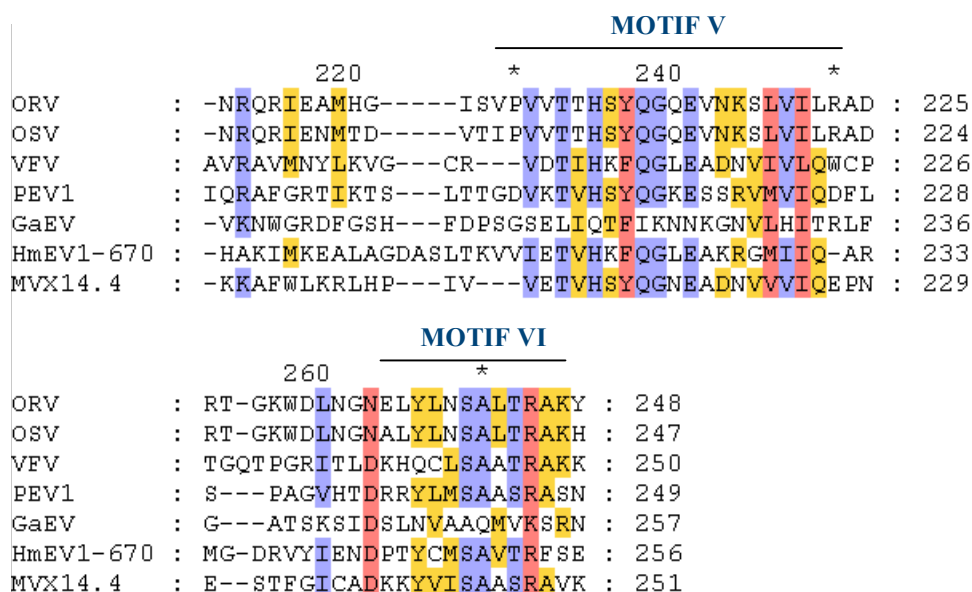 MOTIF V
220 * 240 *
ORV : -NRQRIEAMHG-----ISVPVVTTHSYQGQEVNKSLVILRAD : 225
OSV : -NRQRIENMTD-----VTIPVVTTHSYQGQEVNKSLVILRAD : 224
VFV : AVRAVMNYLKVG---CR---VDTIHKFQGLEADNVIVLQWCP : 226
PEV1 : IQRAFGRTIKTS---LTTGDVKTVHSYQGKESSRVMVIQDFL : 228
GaEV : -VKNWGRDFGSH---FDPSGSELIQTFIKNNKGNVLHITRLF : 236
HmEV1-670 : -HAKIMKEALAGDASLTKVVIETVHKFQGLEAKRGMIIQ-AR : 233
MVX14.4 : -KKAFWLKRLHP---IV---VETVHSYQGNEADNVVVIQEPN : 229
MOTIF VI
260 *
ORV : RT-GKWDLNGNELYLNSALTRAKY : 248
OSV : RT-GKWDLNGNALYLNSALTRAKH : 247
VFV : TGQTPGRITLDKHQCLSAATRAKK : 250
PEV1 : S---PAGVHTDRRYLMSAASRASN : 249
GaEV : G---ATSKSIDSLNVAAQMVKSRN : 257
HmEV1-670 : MG-DRVYIENDPTYCMSAVTRFSE : 256
MVX14.4 : E--STFGICADKKYVISAASRAVK : 251